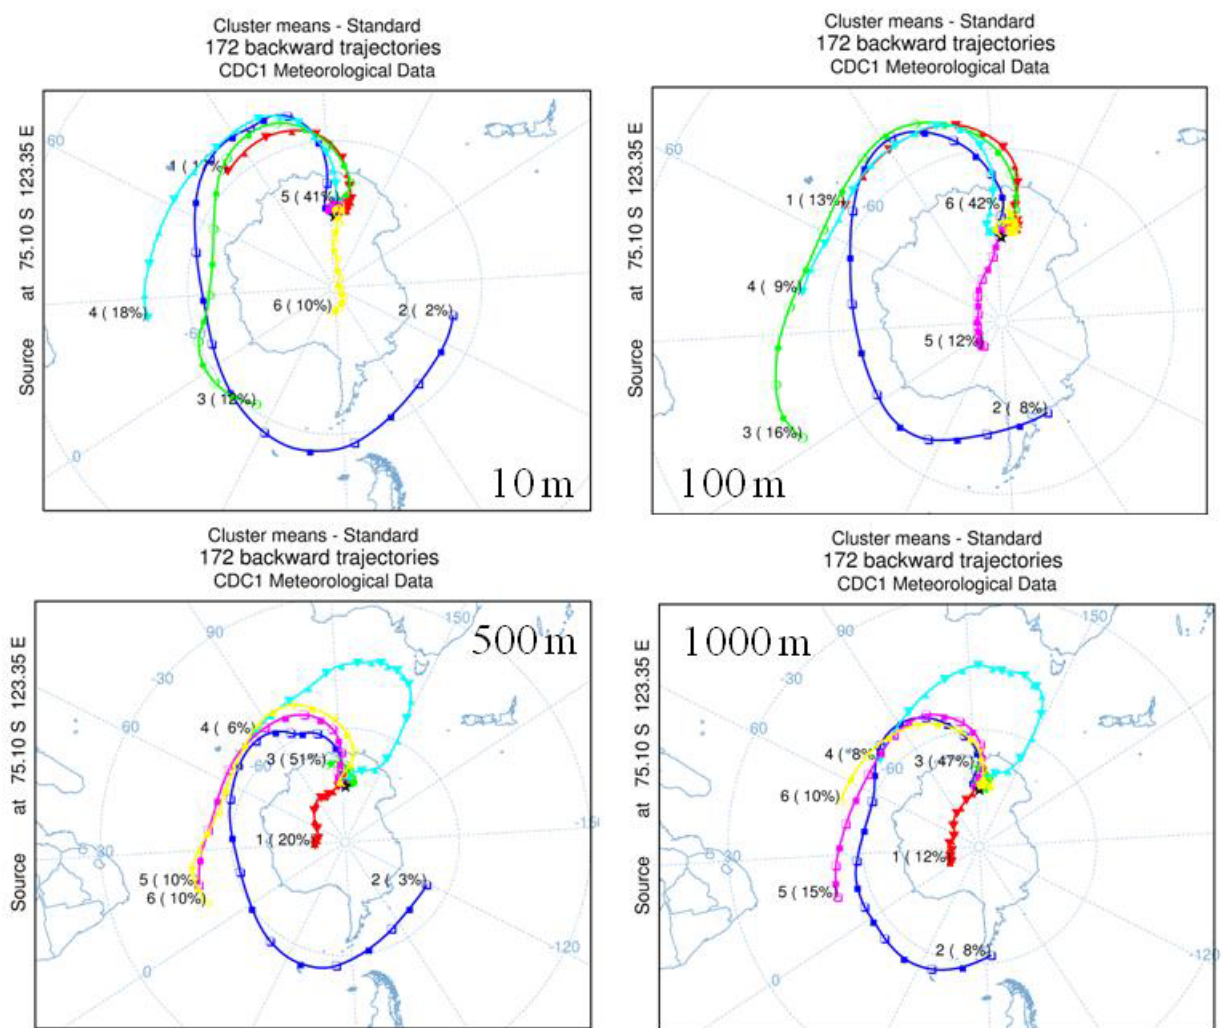 Cluster means - Standard
172 backward trajectories
CDC1 Meteorological Data
Source at 75.10 S 123.35 E
60
1 (
5 ( 41%)
6 ( 10%)
2 ( 2%)
4 ( 18%)
3 ( 12%)
0
10 m
Cluster means - Standard
172 backward trajectories
CDC1 Meteorological Data
Source at 75.10 S 123.35 E
60
-60
1 ( 13%)
6 ( 42%)
4 ( 9%)
5 ( 12%)
2 ( 8%)
3 ( 16%)
100 m
Cluster means - Standard
172 backward trajectories
CDC1 Meteorological Data
Source at 75.10 S 123.35 E
90
150
500 m
-30
60
4 ( 6%)
3 ( 51%)
-60
1 ( 20%)
-30
5 ( 10%)
6 ( 10%)
2 ( 3%)
-120
0
Cluster means - Standard
172 backward trajectories
CDC1 Meteorological Data
Source at 75.10 S 123.35 E
1000 m
90
150
-30
60
4 ( 8%)
3 ( 47%)
-60
6 ( 10%)
1 ( 12%)
-30
5 ( 15%)
2 ( 8%)
-120
0